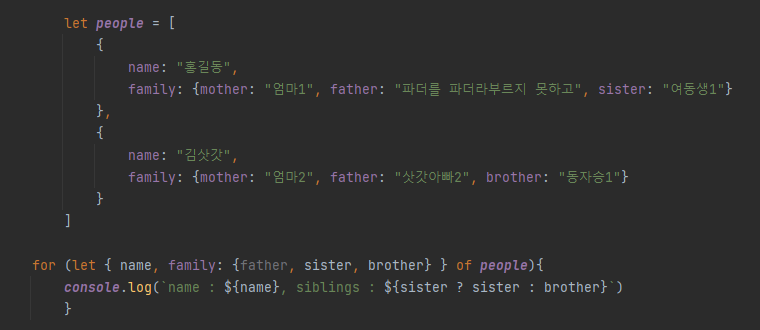 let people = [
{
name: "홍길동",
family: {mother: "엄마1", father: "파더를 파더라부르지 못하고", sister: "여동생1"}
},
{
name: "김삿갓",
family: {mother: "엄마2", father: "삿갓아빠2", brother: "동자승1"}
}
]
for (let { name, family: {father, sister, brother} } of people){
console.log(`name : ${name}, siblings : ${sister ? sister : brother}`)
}